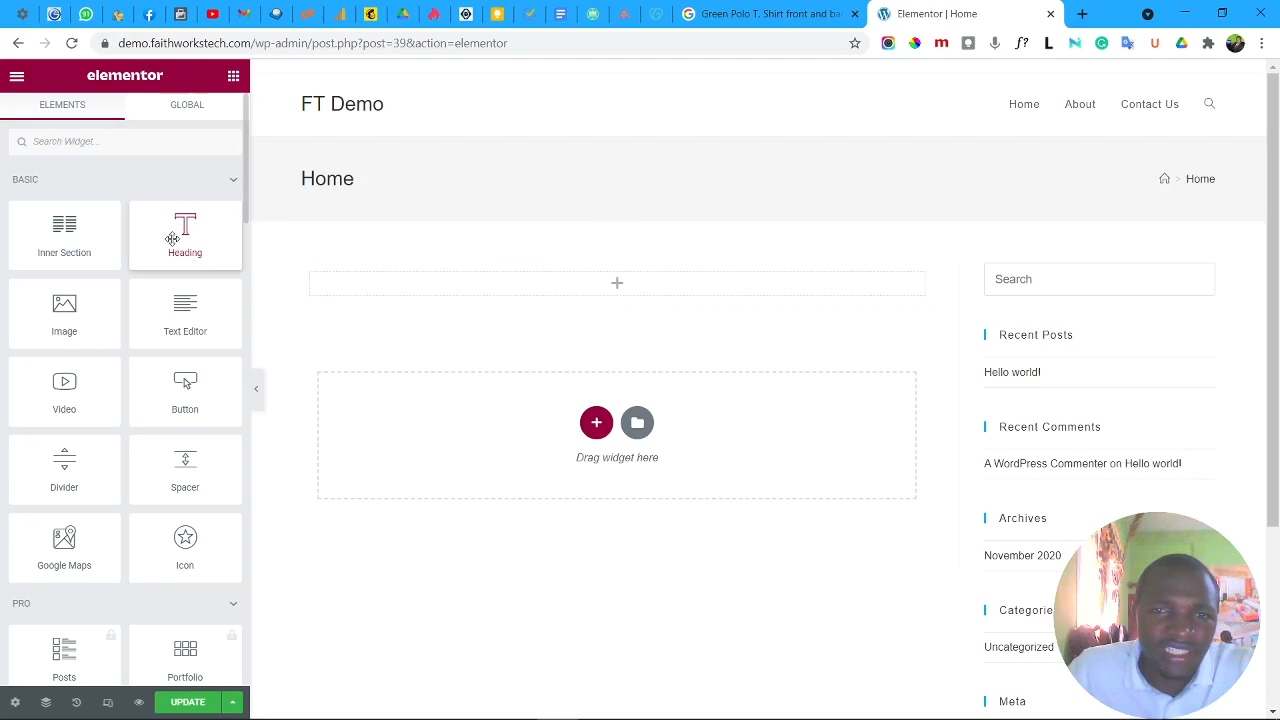 Green Polo T. Shirt front and ba
Elementor | Home
demo.faithwokstech.com/wp-admin/post.php?post=39&action=elementor
elementor
ELEMENTS
GLOBAL
Search Widget...
BASIC
Inner Section
Heading
Image
Text Editor
Video
Button
Divider
Spacer
Google Maps
Icon
PRO
Posts
Portfolio
UPDATE
FT Demo
Home
About
Contact Us
Home
> Home
Drag widget here
Search
Recent Posts
Hello world!
Recent Comments
A WordPress Commenter on Hello world!
Archives
November 2020
Categorie
Uncategorized
Meta